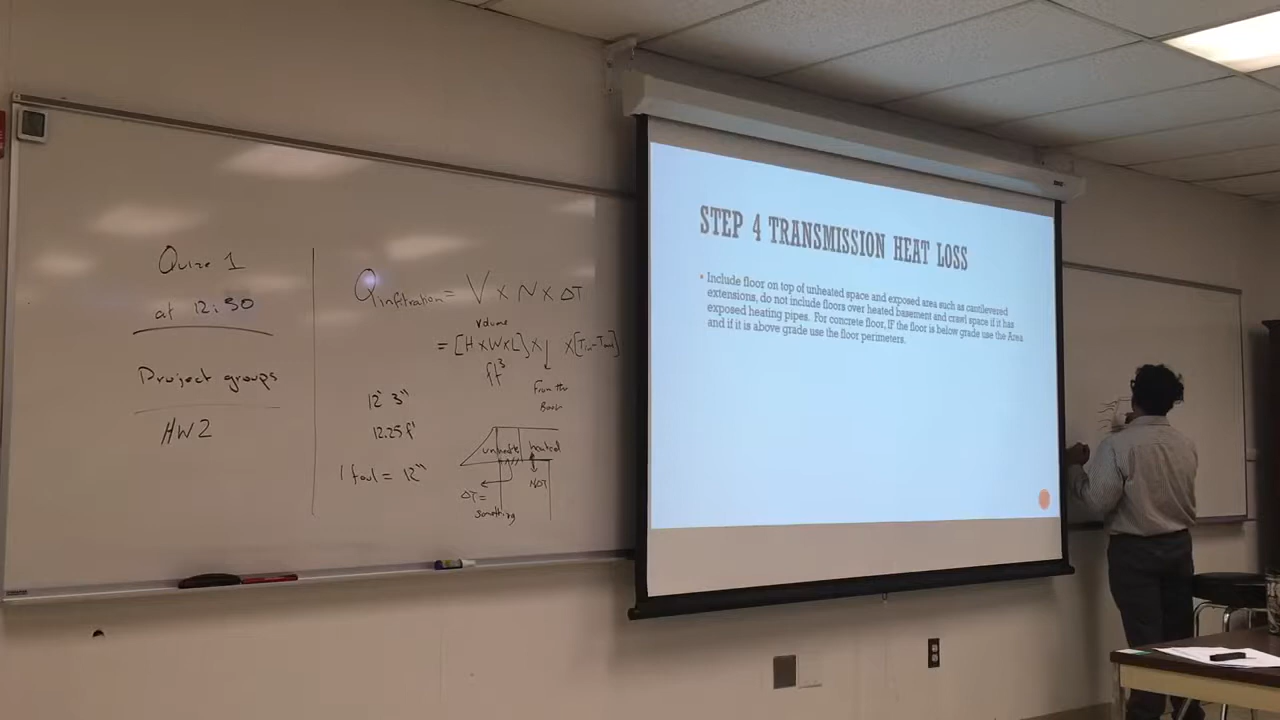 Quize 1
at 12:30
Project groups
HW2
Qinfitration = V x N x ΔT
Volume
= [H x W x L] x ↓ x [Tin-Tout]
ft³
From the
Book
12' 3"
12.25 f'
1 foot = 12"
unheated heated
ΔT=
something
NOT
STEP 4 TRANSMISSION HEAT LOSS
• Include floor on top of unheated space and exposed area such as cantilevered
extensions, do not include floors over heated basement and crawl space if it has
exposed heating pipes. For concrete floor, IF the floor is below grade use the Area
and if it is above grade use the floor perimeters.